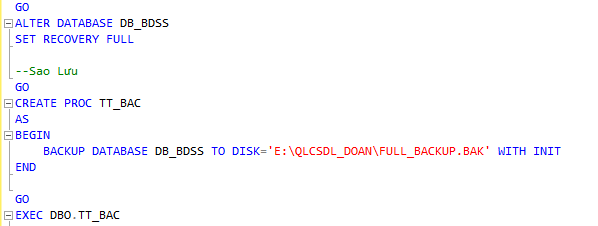 GO
ALTER DATABASE DB_BDSS
SET RECOVERY FULL
--Sao Lưu
GO
CREATE PROC TT_BAC
AS
BEGIN
BACKUP DATABASE DB_BDSS TO DISK='E:\QLCSDL_DOAN\FULL_BACKUP.BAK' WITH INIT
END
GO
EXEC DBO.TT_BAC